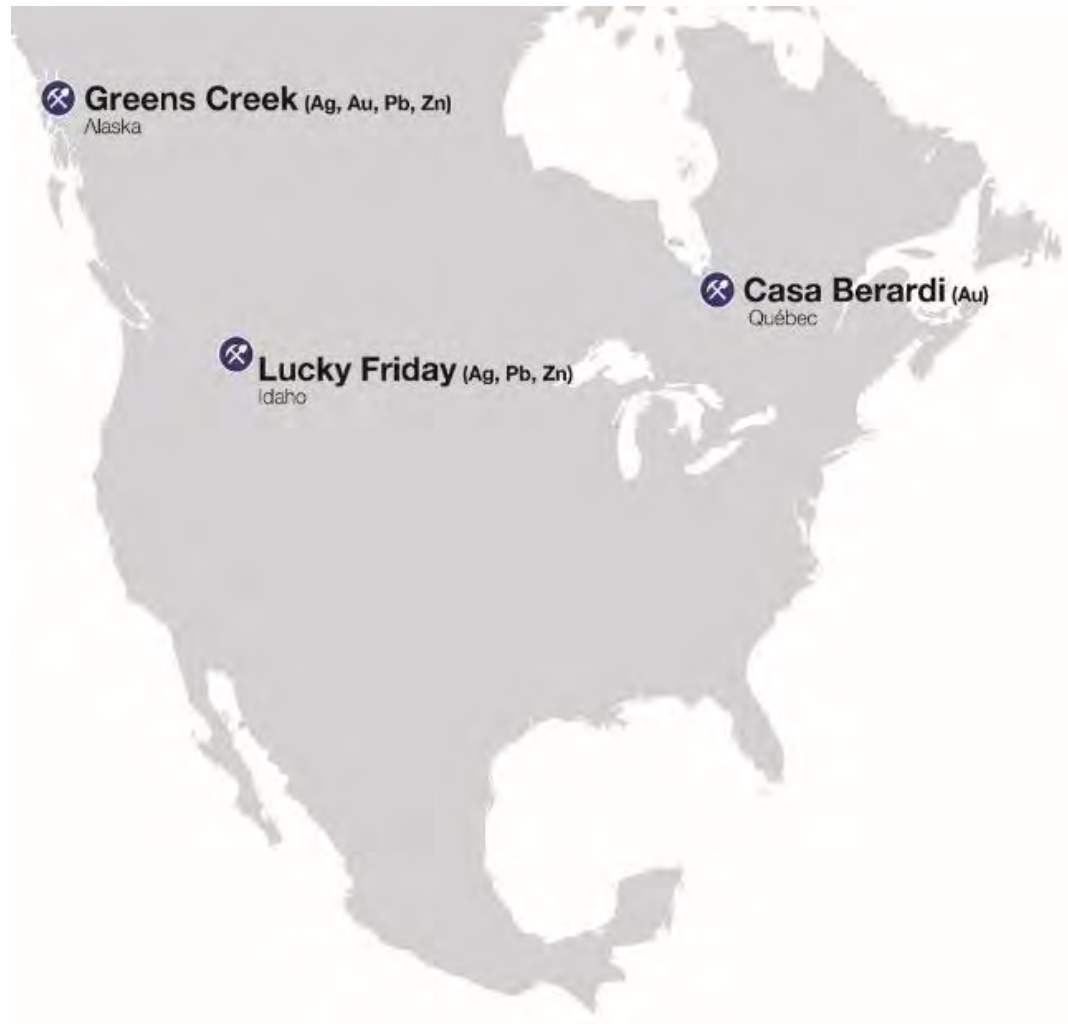 Greens Creek (Ag, Au, Pb, Zn)
Alaska
Casa Berardi (Au)
Québec
Lucky Friday (Ag, Pb, Zn)
Idaho